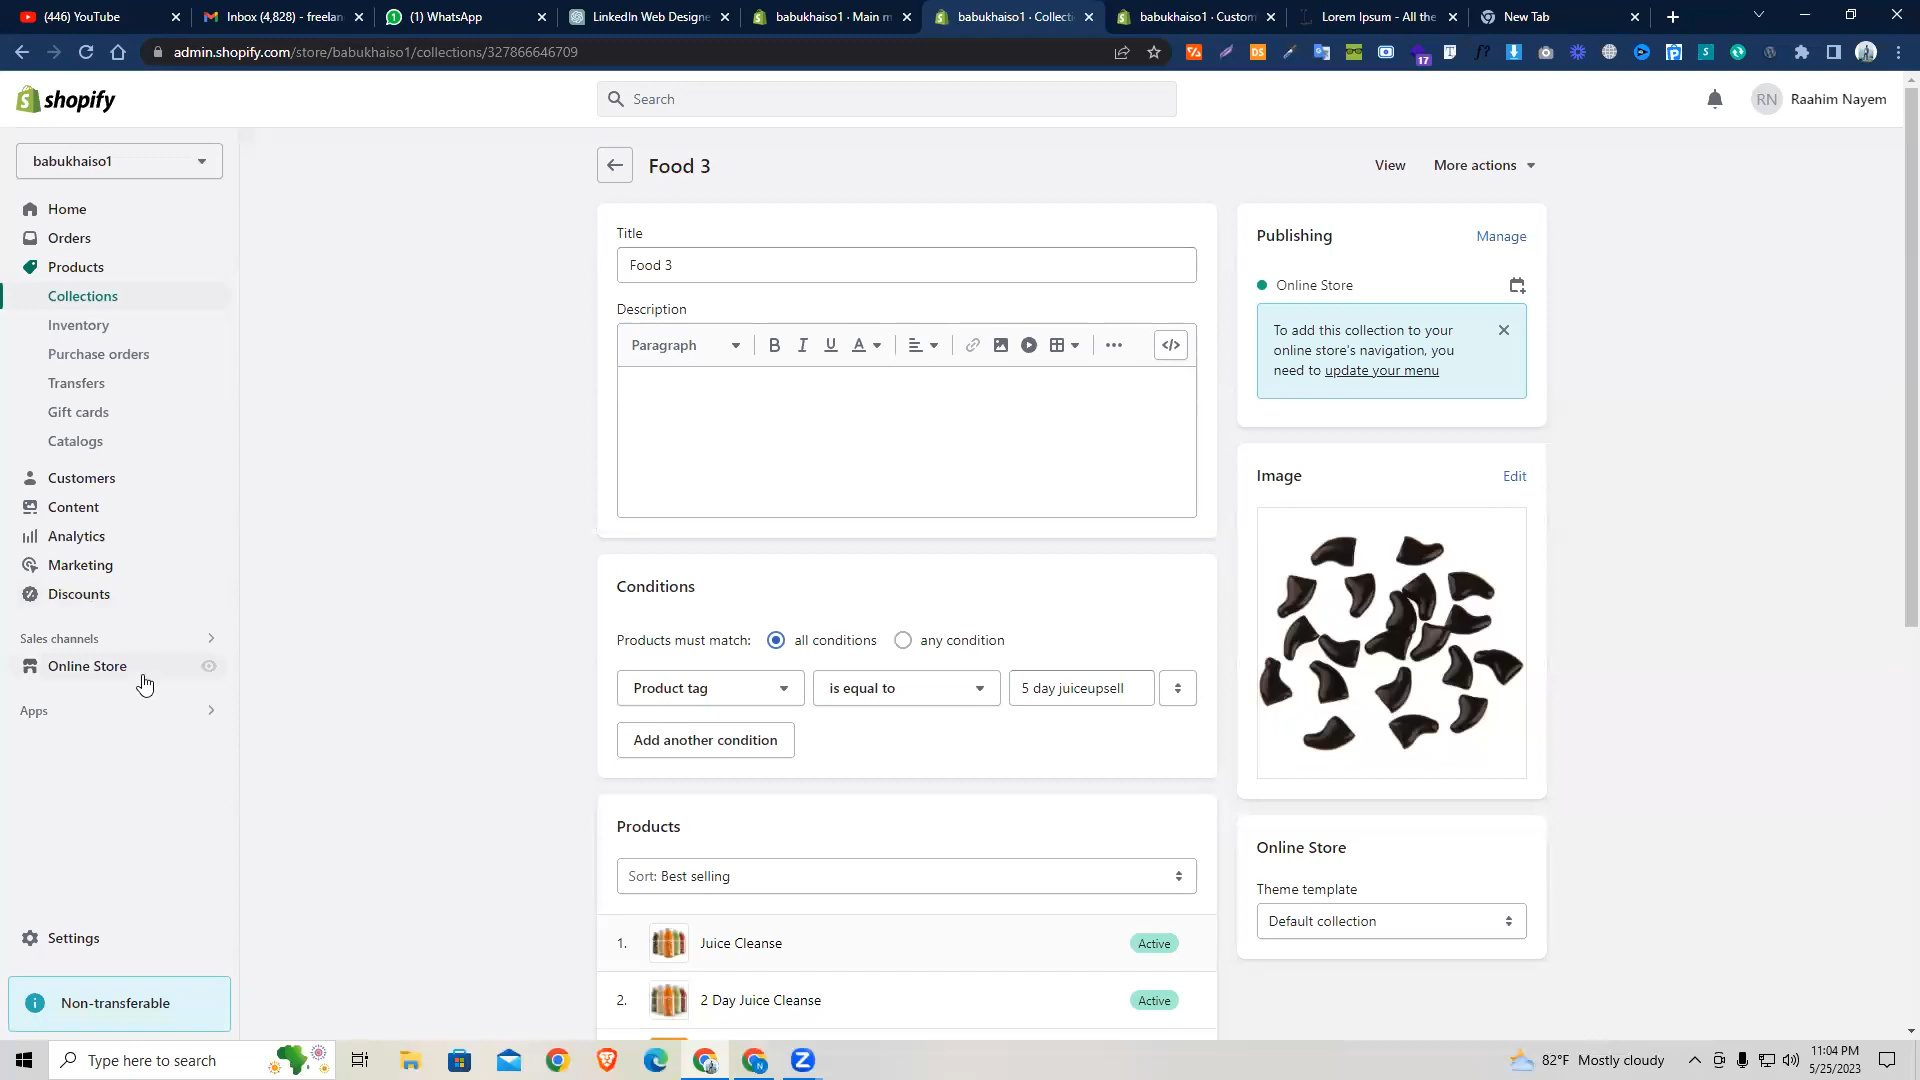 (446) YouTube
Inbox (4,828) - freelan
(1) WhatsApp
LinkedIn Web Designe
babukhaiso1 · Main m
babukhaiso1 · Collecti
babukhaiso1 · Custom
Lorem Ipsum - All the
New Tab
admin.shopify.com/store/babukhaiso1/collections/327866646709
17
shopify
Search
RN
Raahim Nayem
babukhaiso1
Home
Orders
Products
Collections
Inventory
Purchase orders
Transfers
Gift cards
Catalogs
Customers
Content
Analytics
Marketing
Discounts
Sales channels
Online Store
Apps
Settings
Non-transferable
Food 3
View
More actions
Title
Food 3
Description
Paragraph
B I U A
Conditions
Products must match: all conditions any condition
Product tag
is equal to
5 day juiceupsell
Add another condition
Products
Sort: Best selling
1. Juice Cleanse Active
2. 2 Day Juice Cleanse Active
Publishing
Manage
Online Store
To add this collection to your
online store's navigation, you
need to update your menu
Image
Edit
Online Store
Theme template
Default collection
Type here to search
82°F Mostly cloudy
11:04 PM
5/25/2023